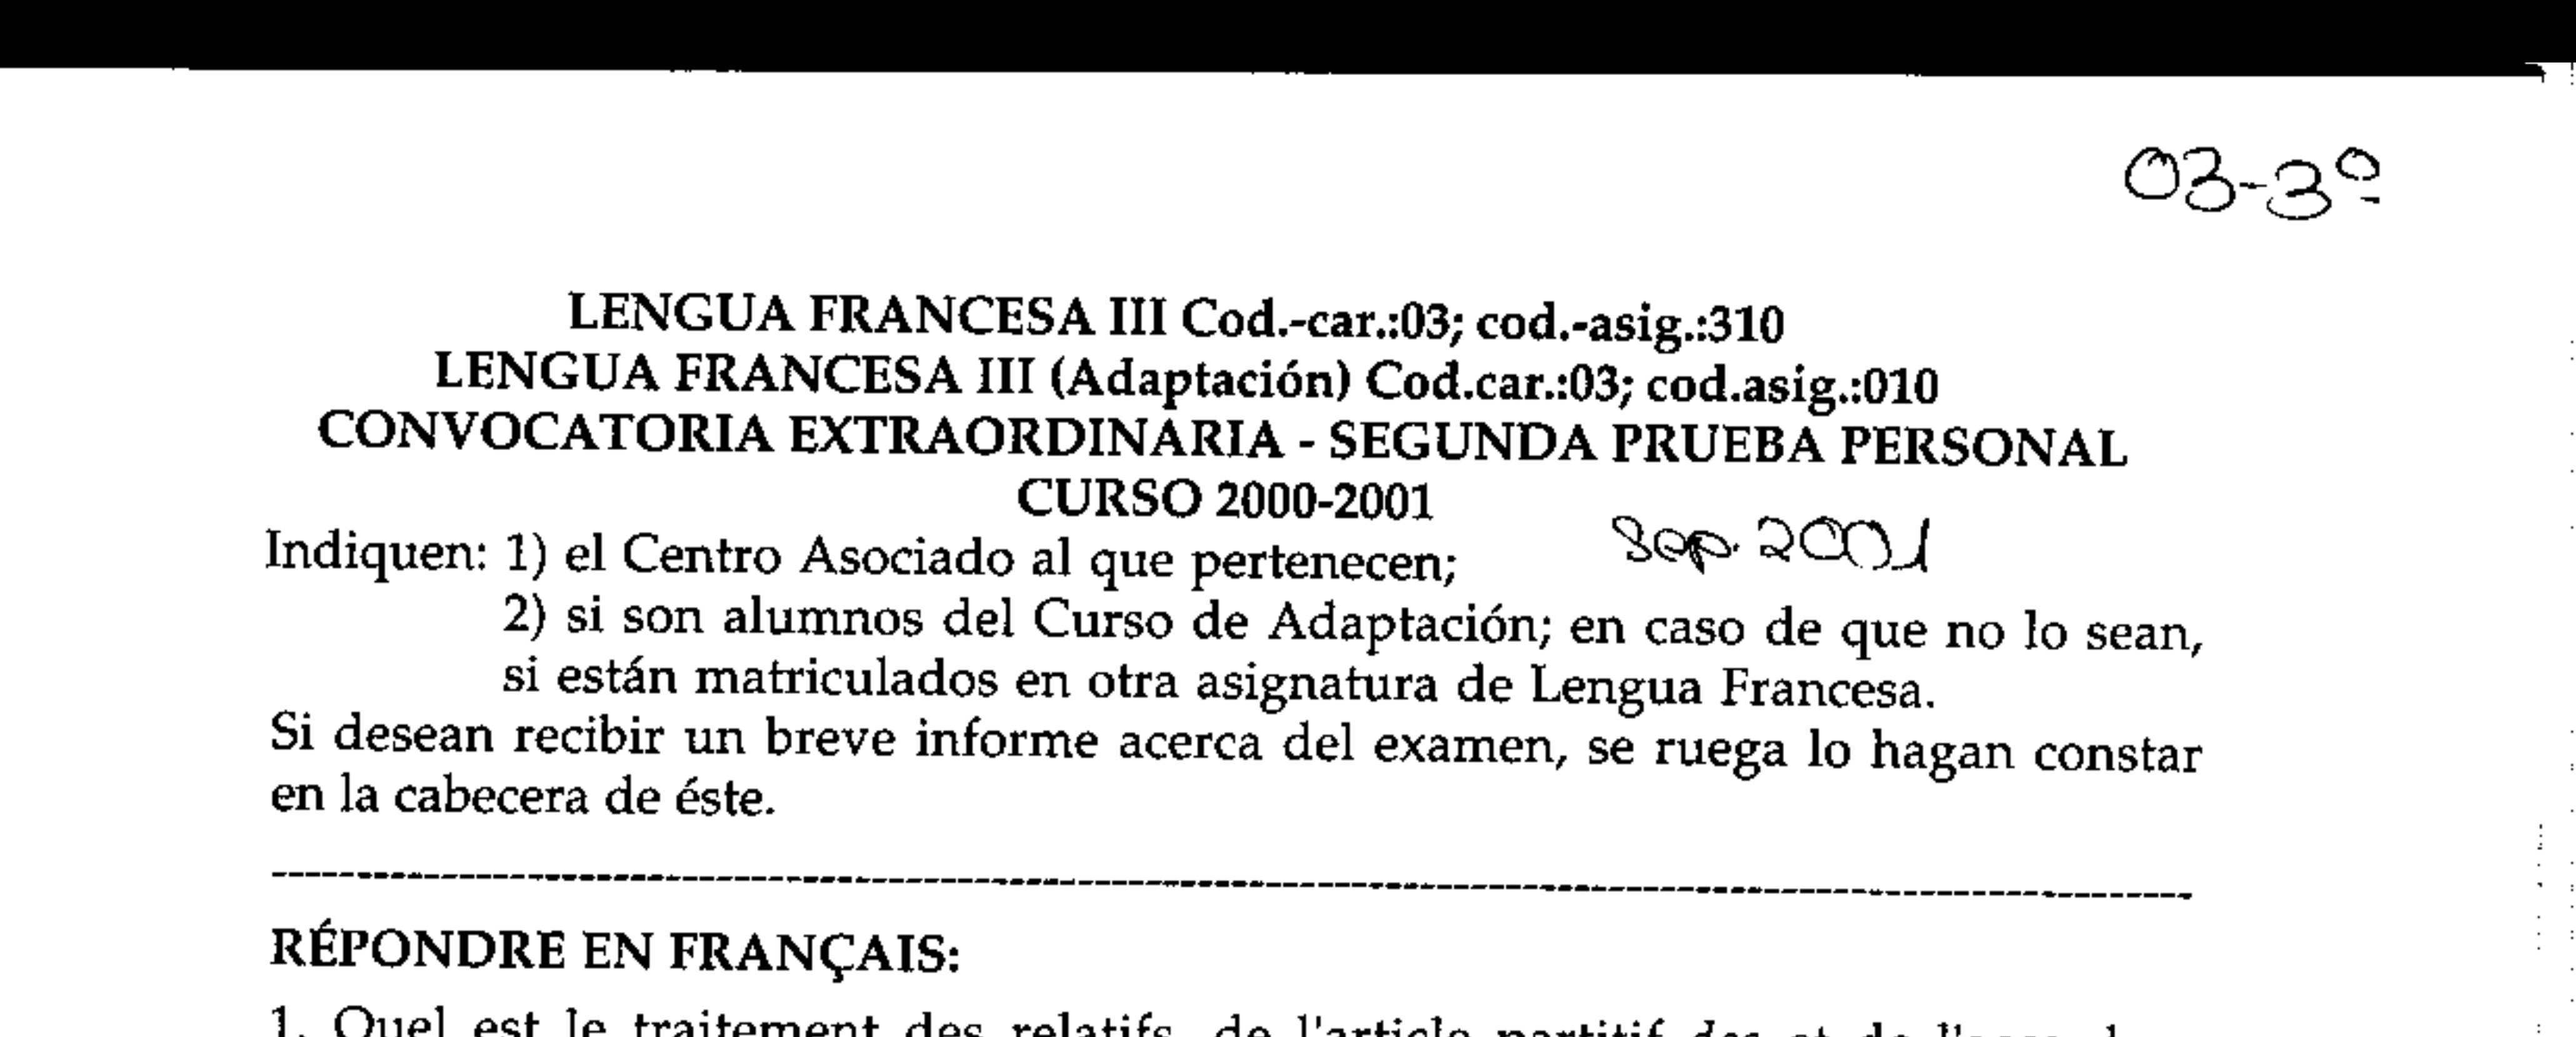 03-3º
LENGUA FRANCESA III Cod.-car.:03; cod.-asig.:310
LENGUA FRANCESA III (Adaptación) Cod.car.:03; cod.asig.:010
CONVOCATORIA EXTRAORDINARIA - SEGUNDA PRUEBA PERSONAL
CURSO 2000-2001
Sep. 2001
Indiquen: 1) el Centro Asociado al que pertenecen;
2) si son alumnos del Curso de Adaptación; en caso de que no lo sean,
si están matriculados en otra asignatura de Lengua Francesa.
Si desean recibir un breve informe acerca del examen, se ruega lo hagan constar
en la cabecera de éste.
RÉPONDRE EN FRANÇAIS:
1. Quel est le traitement des relatifs, de l'article partitif des et de